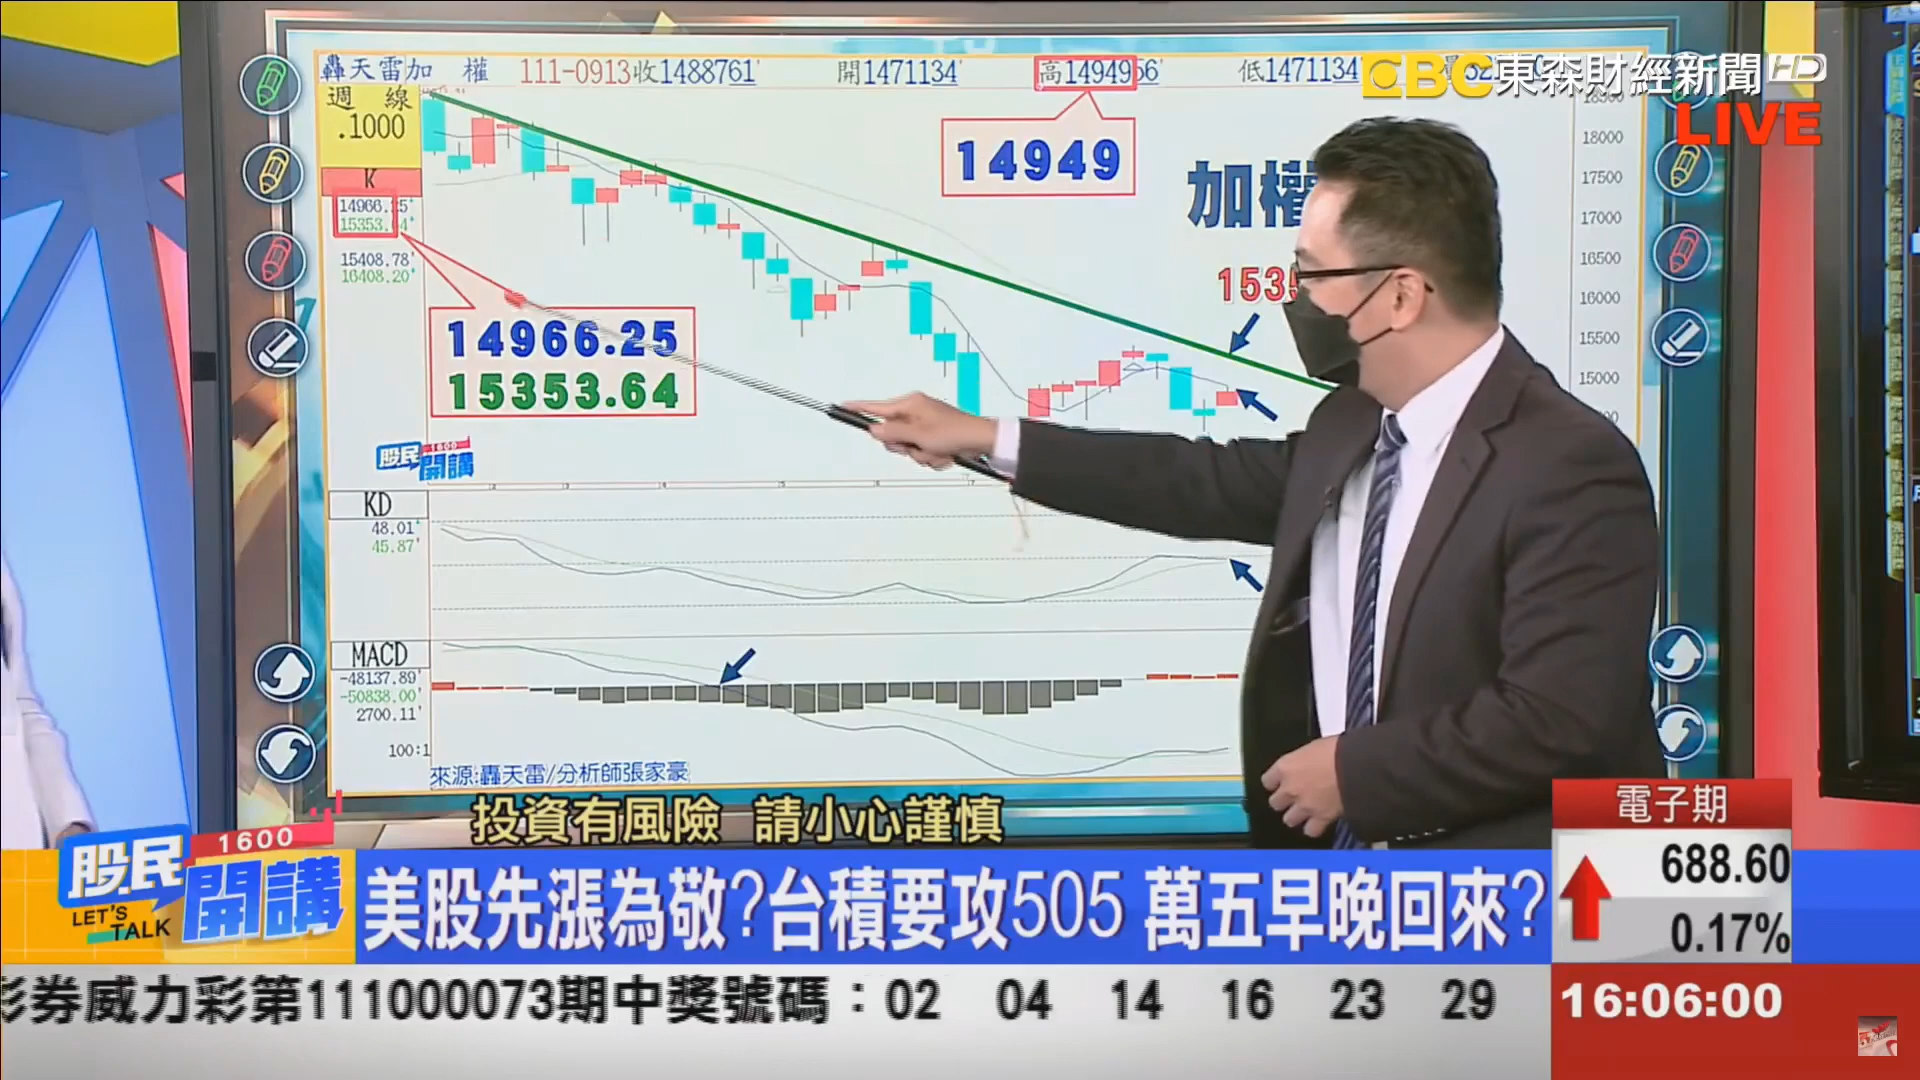 轟天雷加 權 111-0913收1488761' 開1471134' 高1494956' 低1471134'
EBC 東森財經新聞 HD
LIVE
週 線
.1000
18000
17500
17000
16500
16000
15500
15000
K
14966.25'
15353.64'
15408.78'
16408.20'
14949
加權
1535
14966.25
15353.64
股民 1600 開講
KD
48.01'
45.87'
MACD
-48137.89'
-50838.00'
2700.11'
100:1
來源:轟天雷/分析師張家豪
投資有風險 請小心謹慎
股民 1600 開講
LET'S TALK
美股先漲為敬?台積要攻505 萬五早晚回來?
電子期
688.60
0.17%
彩券威力彩第111000073期中獎號碼：02 04 14 16 23 29
16:06:00